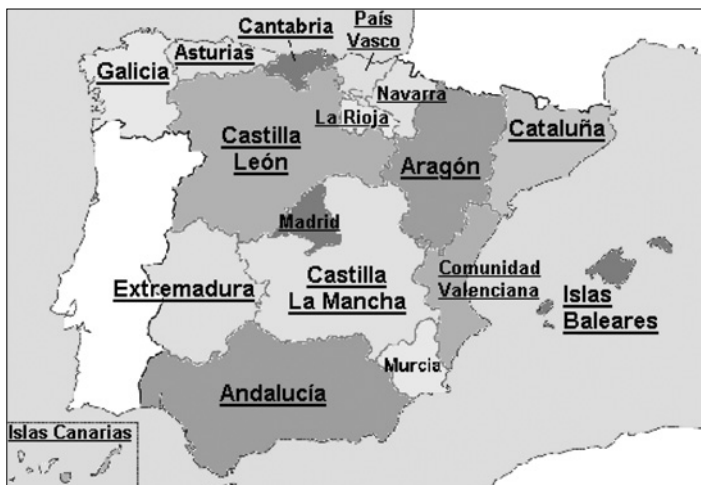 Cantabria
País
Vasco
Asturias
Galicia
Navarra
La Rioja
Castilla
León
Aragón
Cataluña
Madrid
Extremadura
Castilla
La Mancha
Comunidad
Valenciana
Islas
Baleares
Murcia
Andalucía
Islas Canarias